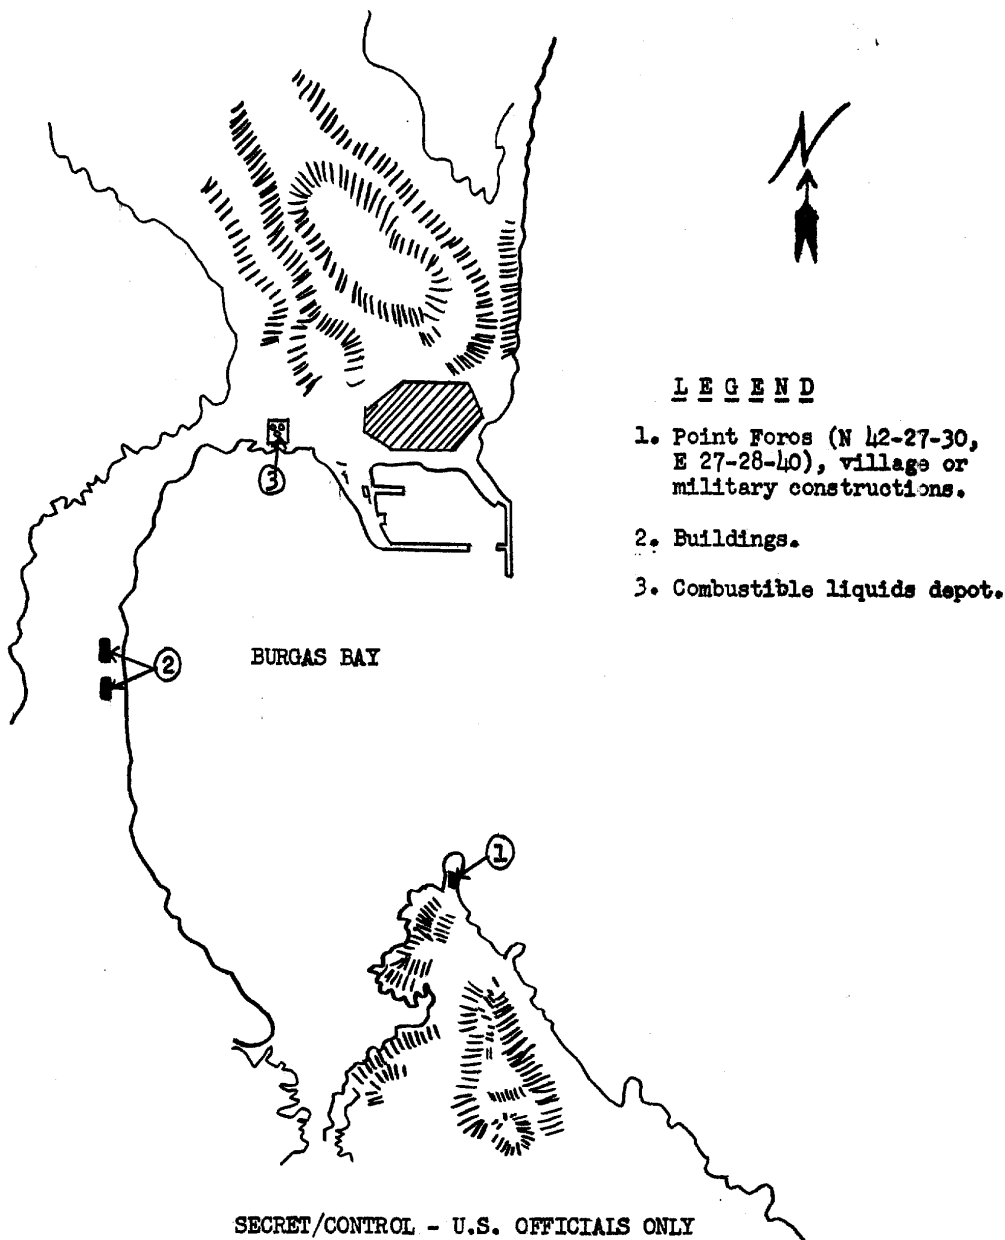 N
LEGEND
1. Point Foros (N 42-27-30,
E 27-28-40), village or
military constructions.
2. Buildings.
3. Combustible liquids depot.
3
2
BURGAS BAY
1
SECRET/CONTROL - U.S. OFFICIALS ONLY